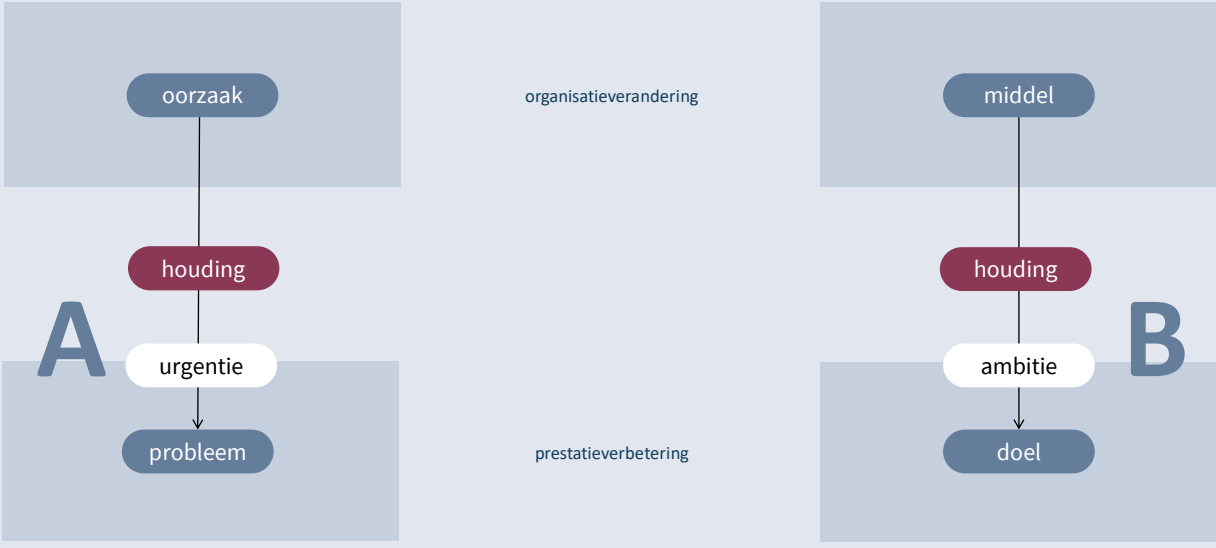 oorzaak
organisatieverandering
middel
houding
houding
A
B
urgentie
ambitie
probleem
prestatieverbetering
doel